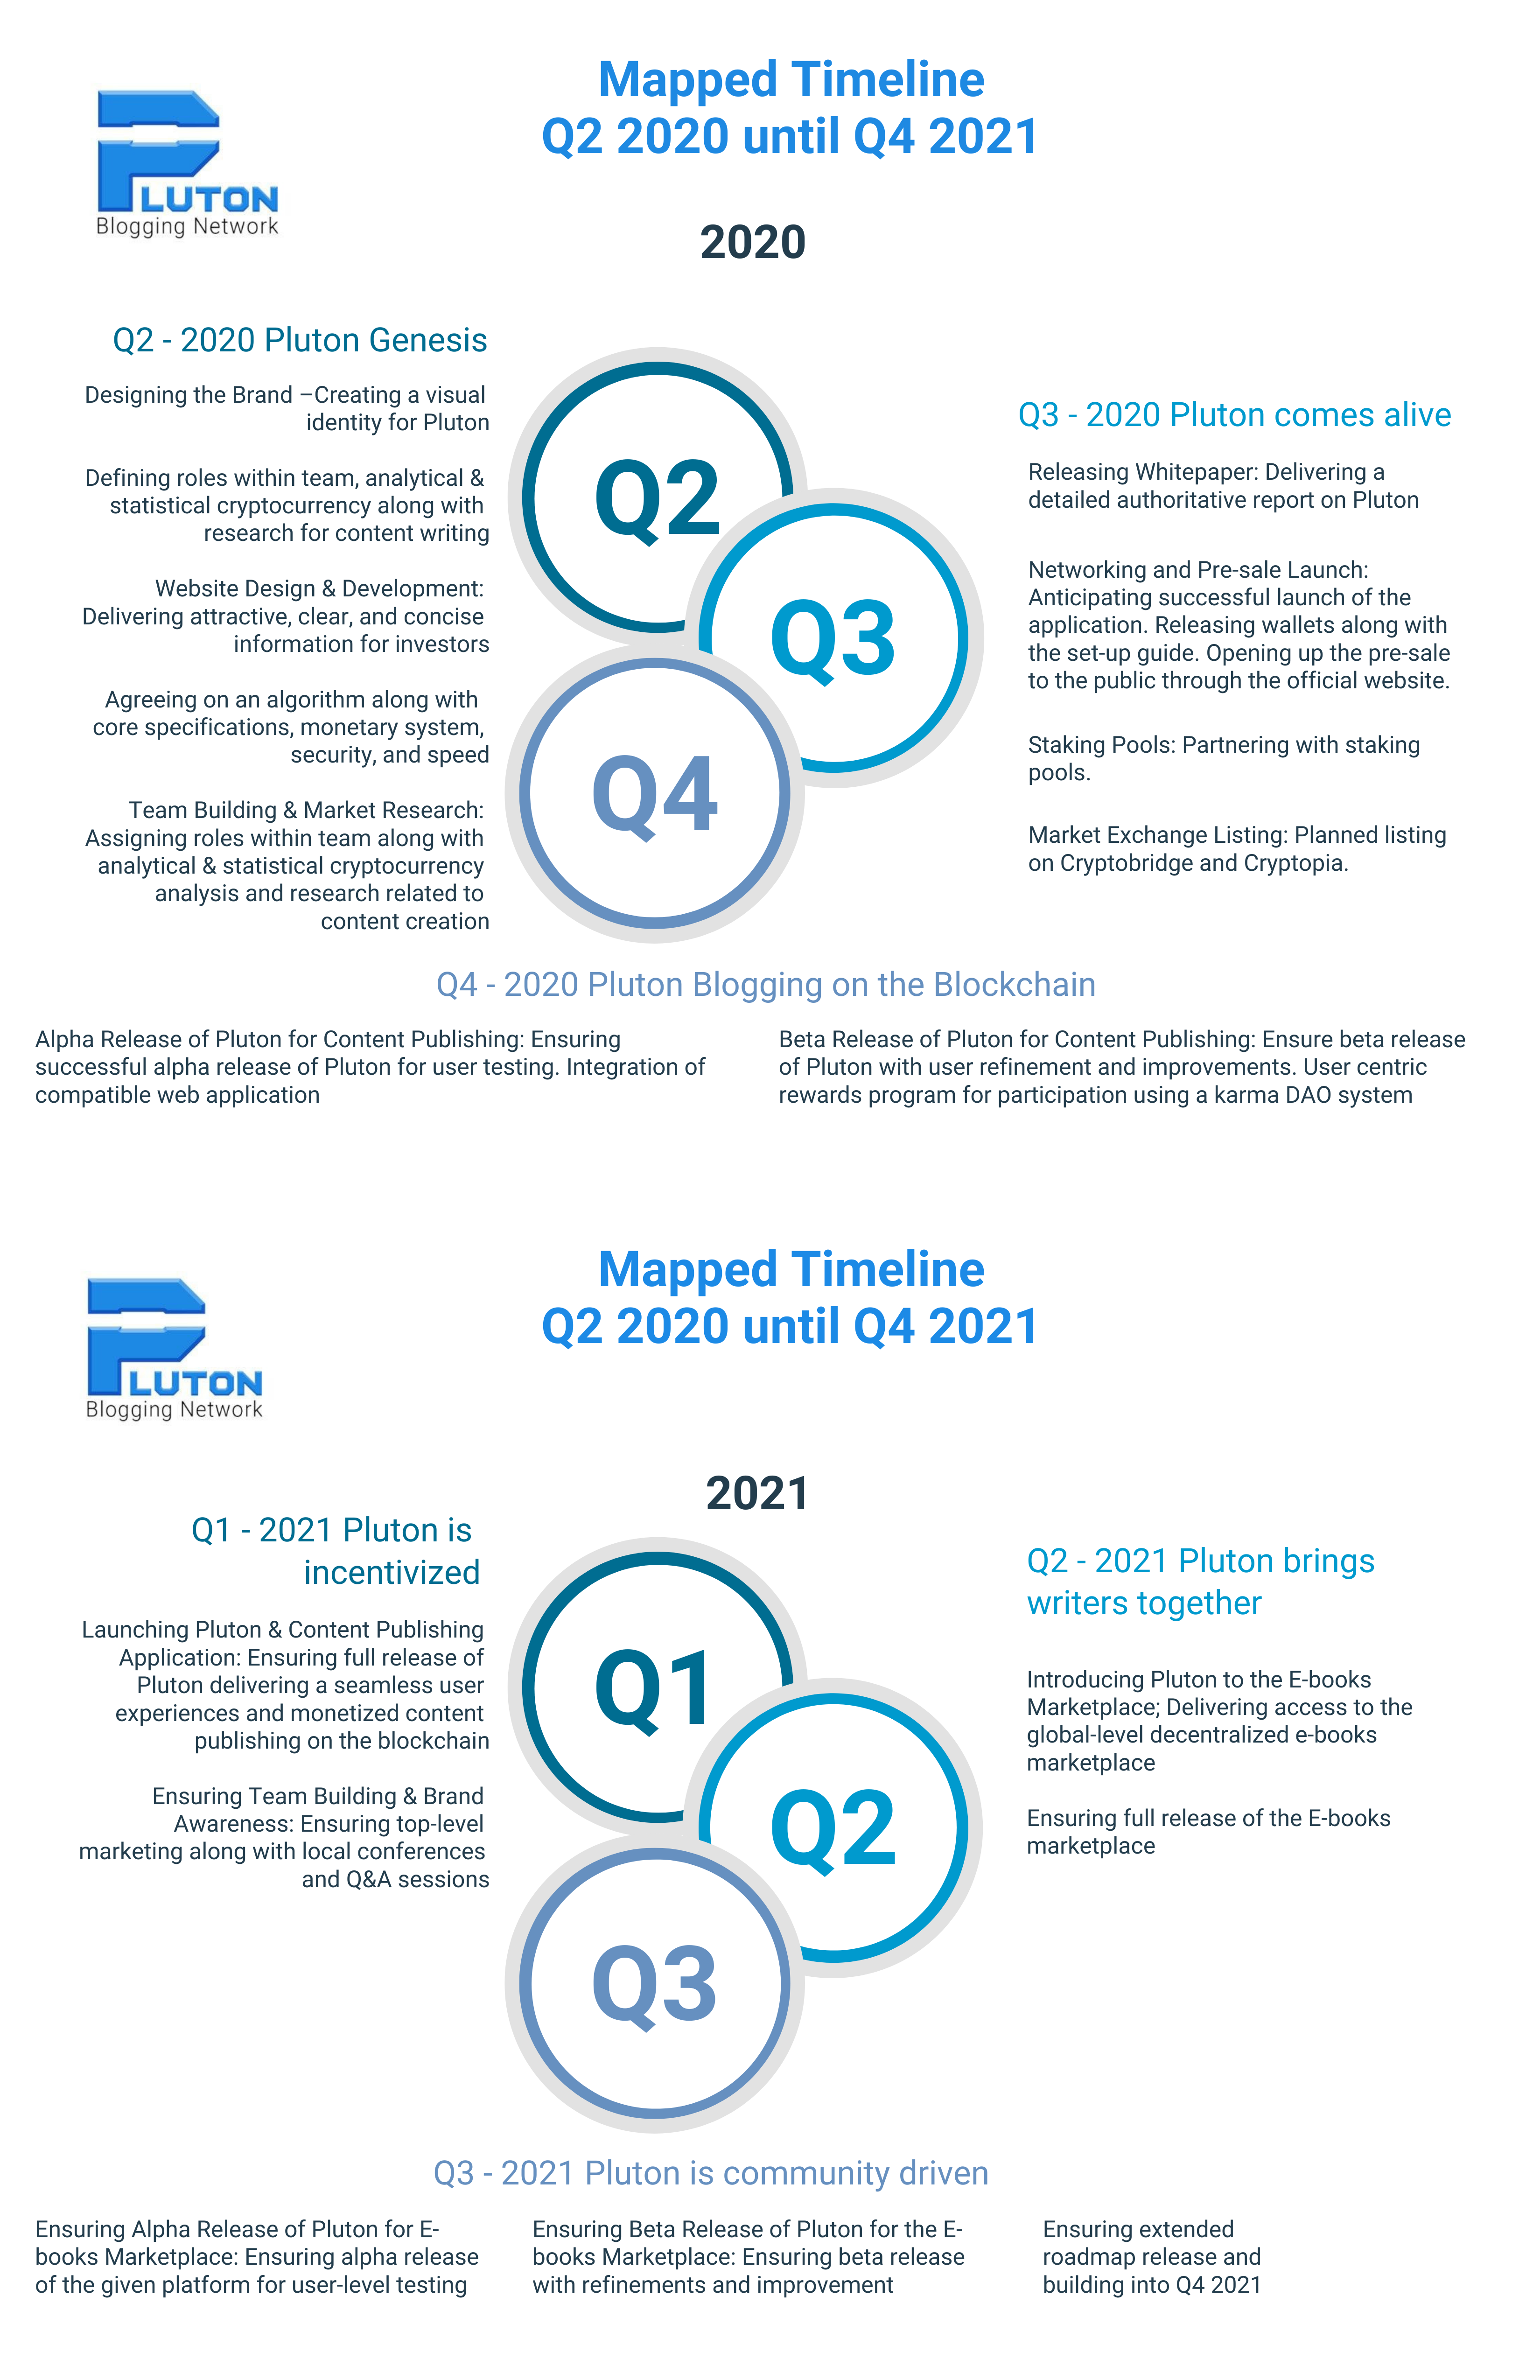 Mapped Timeline
Q2 2020 until Q4 2021
PLUTON
Blogging Network
2020
Q2 - 2020 Pluton Genesis
Designing the Brand –Creating a visual
identity for Pluton
Defining roles within team, analytical &
statistical cryptocurrency along with
research for content writing
Website Design & Development:
Delivering attractive, clear, and concise
information for investors
Agreeing on an algorithm along with
core specifications, monetary system,
security, and speed
Team Building & Market Research:
Assigning roles within team along with
analytical & statistical cryptocurrency
analysis and research related to
content creation
Q2
Q3
Q4
Q3 - 2020 Pluton comes alive
Releasing Whitepaper: Delivering a
detailed authoritative report on Pluton
Networking and Pre-sale Launch:
Anticipating successful launch of the
application. Releasing wallets along with
the set-up guide. Opening up the pre-sale
to the public through the official website.
Staking Pools: Partnering with staking
pools.
Market Exchange Listing: Planned listing
on Cryptobridge and Cryptopia.
Q4 - 2020 Pluton Blogging on the Blockchain
Alpha Release of Pluton for Content Publishing: Ensuring
successful alpha release of Pluton for user testing. Integration of
compatible web application
Beta Release of Pluton for Content Publishing: Ensure beta release
of Pluton with user refinement and improvements. User centric
rewards program for participation using a karma DAO system
Mapped Timeline
Q2 2020 until Q4 2021
PLUTON
Blogging Network
2021
Q1 - 2021 Pluton is
incentivized
Launching Pluton & Content Publishing
Application: Ensuring full release of
Pluton delivering a seamless user
experiences and monetized content
publishing on the blockchain
Ensuring Team Building & Brand
Awareness: Ensuring top-level
marketing along with local conferences
and Q&A sessions
Q1
Q2
Q3
Q2 - 2021 Pluton brings
writers together
Introducing Pluton to the E-books
Marketplace; Delivering access to the
global-level decentralized e-books
marketplace
Ensuring full release of the E-books
marketplace
Q3 - 2021 Pluton is community driven
Ensuring Alpha Release of Pluton for E-
books Marketplace: Ensuring alpha release
of the given platform for user-level testing
Ensuring Beta Release of Pluton for the E-
books Marketplace: Ensuring beta release
with refinements and improvement
Ensuring extended
roadmap release and
building into Q4 2021